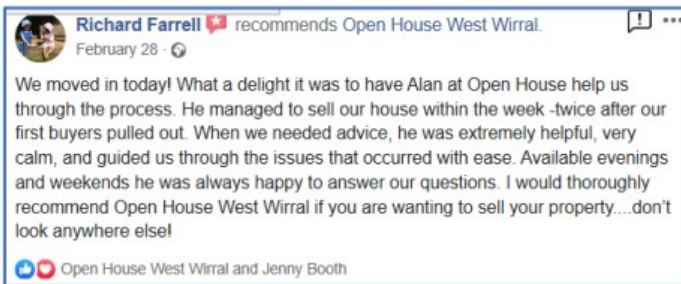 Richard Farrell recommends Open House West Wirral.
February 28 ·
We moved in today! What a delight it was to have Alan at Open House help us
through the process. He managed to sell our house within the week -twice after our
first buyers pulled out. When we needed advice, he was extremely helpful, very
calm, and guided us through the issues that occurred with ease. Available evenings
and weekends he was always happy to answer our questions. I would thoroughly
recommend Open House West Wirral if you are wanting to sell your property....don't
look anywhere else!
Open House West Wirral and Jenny Booth